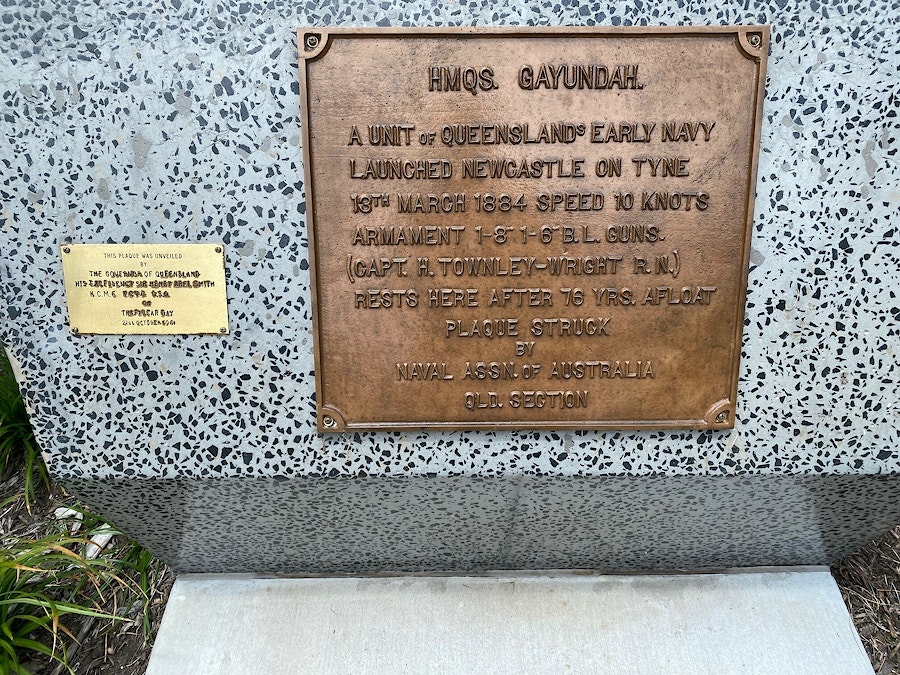 HMQS. GAYUNDAH.
A UNIT OF QUEENSLANDS EARLY NAVY
LAUNCHED NEWCASTLE ON TYNE
13TH MARCH 1884 SPEED 10 KNOTS
ARMAMENT 1-8" 1-6" B.L. GUNS.
(CAPT. H. TOWNLEY-WRIGHT R.N.)
RESTS HERE AFTER 76 YRS. AFLOAT
PLAQUE STRUCK
BY
NAVAL ASSN. OF AUSTRALIA
QLD. SECTION
THIS PLAQUE WAS UNVEILED
BY
THE GOVERNOR OF QUEENSLAND
HIS EXCELLENCY SIR HENRY ABEL SMITH
D.S.O.
ON
TRAFALGAR DAY
21st OCTOBER